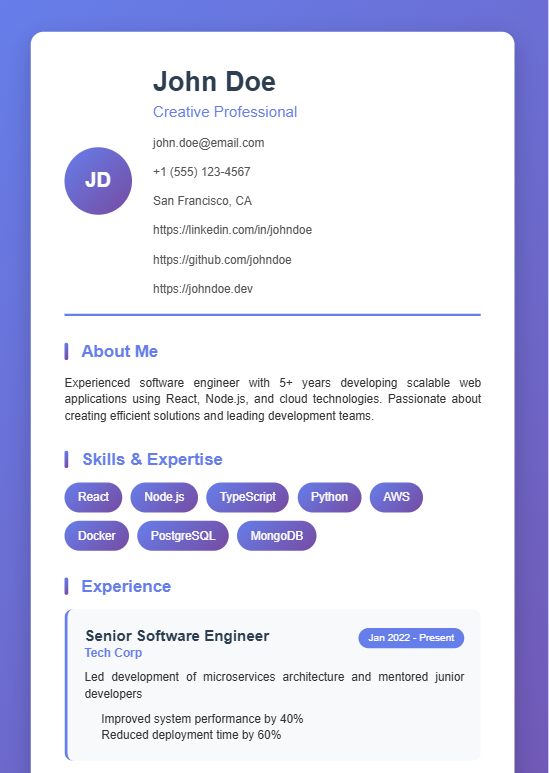 John Doe
Creative Professional
john.doe@email.com
JD
+1 (555) 123-4567
San Francisco, CA
https://linkedin.com/in/johndoe
https://github.com/johndoe
https://johndoe.dev
About Me
Experienced software engineer with 5+ years developing scalable web
applications using React, Node.js, and cloud technologies. Passionate about
creating efficient solutions and leading development teams.
Skills & Expertise
React Node.js TypeScript Python AWS
Docker PostgreSQL MongoDB
Experience
Senior Software Engineer Jan 2022 - Present
Tech Corp
Led development of microservices architecture and mentored junior
developers
Improved system performance by 40%
Reduced deployment time by 60%